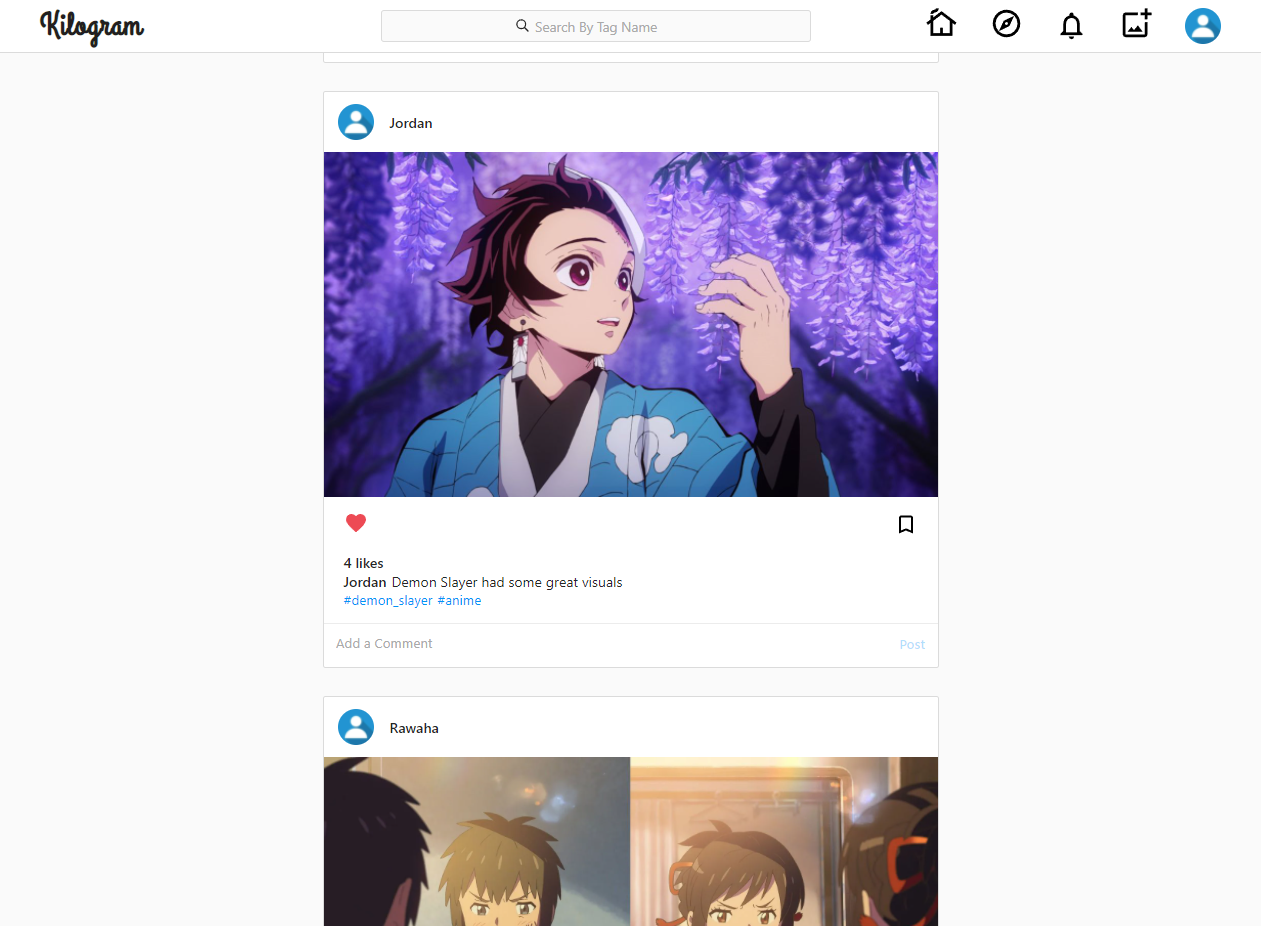 Kilogram
Search By Tag Name
Jordan
4 likes
Jordan Demon Slayer had some great visuals
#demon_slayer #anime
Add a Comment
Post
Rawaha